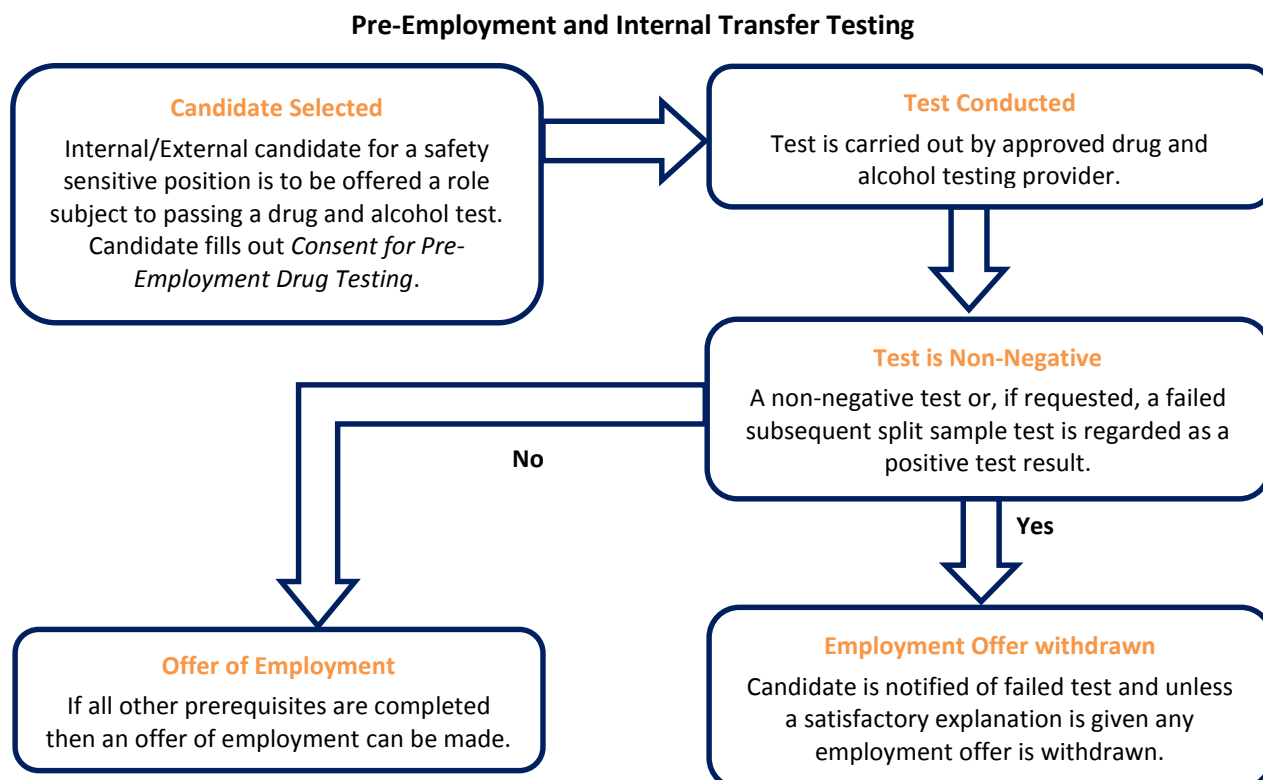 Pre-Employment and Internal Transfer Testing
Candidate Selected
Internal/External candidate for a safety
sensitive position is to be offered a role
subject to passing a drug and alcohol test.
Candidate fills out Consent for Pre-
Employment Drug Testing.
Test Conducted
Test is carried out by approved drug and
alcohol testing provider.
Test is Non-Negative
A non-negative test or, if requested, a failed
subsequent split sample test is regarded as a
positive test result.
No
Yes
Offer of Employment
If all other prerequisites are completed
then an offer of employment can be made.
Employment Offer withdrawn
Candidate is notified of failed test and unless
a satisfactory explanation is given any
employment offer is withdrawn.